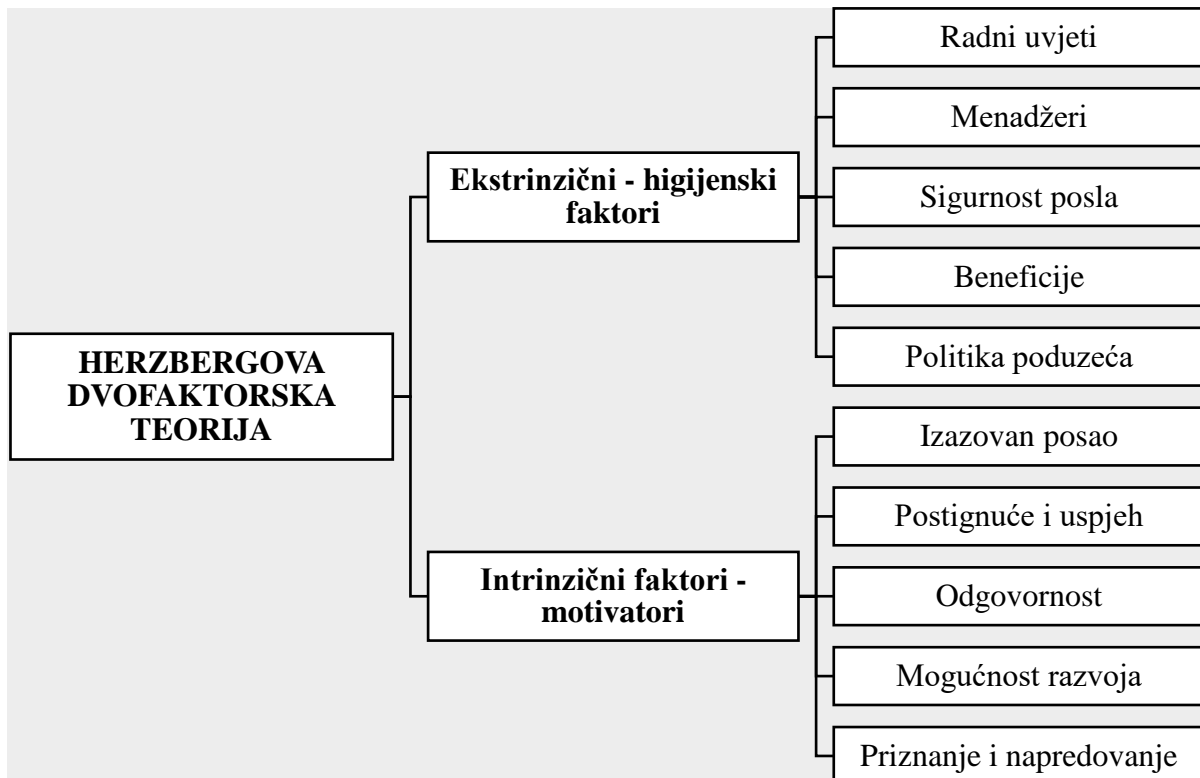 HERZBERGOVA
DVOFAKTORSKA
TEORIJA
Ekstrinzični - higijenski
faktori
Radni uvjeti
Menadžeri
Sigurnost posla
Beneficije
Politika poduzeća
Intrinzični faktori -
motivatori
Izazovan posao
Postignuće i uspjeh
Odgovornost
Mogućnost razvoja
Priznanje i napredovanje